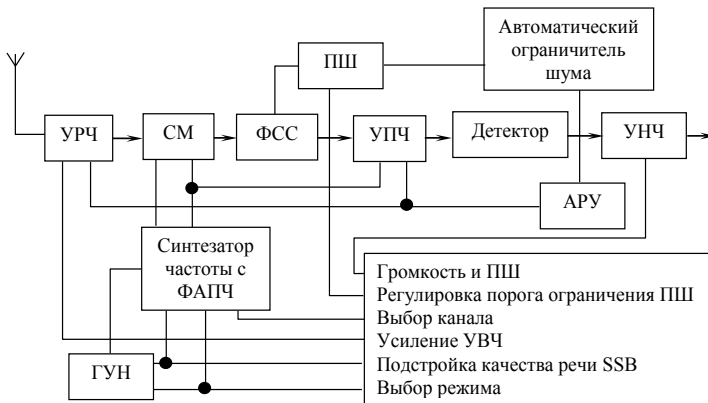 Автоматический
ограничитель
шума
ПШ
УРЧ
СМ
ФСС
УПЧ
Детектор
УНЧ
АРУ
Синтезатор
частоты с
ФАПЧ
ГУН
Громкость и ПШ
Регулировка порога ограничения ПШ
Выбор канала
Усиление УВЧ
Подстройка качества речи SSB
Выбор режима